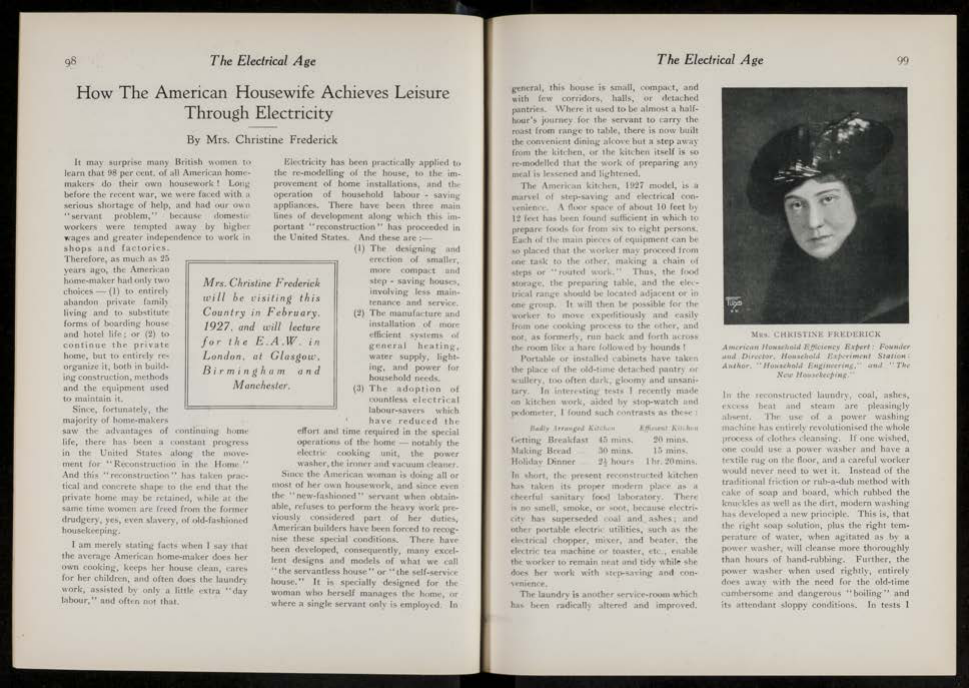 98
The Electrical Age
How The American Housewife Achieves Leisure
Through Electricity
By Mrs. Christine Frederick
It may surprise many British women to
learn that 98 per cent. of all American home-
makers do their own housework! Long
before the recent war, we were faced with a
serious shortage of help, and had our own
"servant problem," because domestic
workers were tempted away by higher
wages and greater independence to work in
shops and factories.
Therefore, as much as 25
years ago, the American
home-maker had only two
choices — (1) to entirely
abandon private family
living and to substitute
forms of boarding house
and hotel life; or (2) to
continue the private
home, but to entirely re-
organize it, both in build-
ing construction, methods
and the equipment used
to maintain it.
Since, fortunately, the
majority of home-makers
saw the advantages of continuing home
life, there has been a constant progress
in the United States along the move-
ment for "Reconstruction in the Home."
And this "reconstruction" has taken prac-
tical and concrete shape to the end that the
private home may be retained, while at the
same time women are freed from the former
drudgery, yes, even slavery, of old-fashioned
housekeeping.
I am merely stating facts when I say that
the average American home-maker does her
own cooking, keeps her house clean, cares
for her children, and often does the laundry
work, assisted by only a little extra "day
labour," and often not that.
Mrs. Christine Frederick
will be visiting this
Country in February,
1927, and will lecture
for the E.A.W. in
London, at Glasgow,
Birmingham and
Manchester.
Electricity has been practically applied to
the re-modelling of the house, to the im-
provement of home installations, and the
operation of household labour - saving
appliances. There have been three main
lines of development along which this im-
portant "reconstruction" has proceeded in
the United States. And these are :—
(1) The designing and
erection of smaller,
more compact and
step - saving houses,
involving less main-
tenance and service.
(2) The manufacture and
installation of more
efficient systems of
general heating,
water supply, light-
ing, and power for
household needs.
(3) The adoption of
countless electrical
labour-savers which
have reduced the
effort and time required in the special
operations of the home — notably the
electric cooking unit, the power
washer, the ironer and vacuum cleaner.
Since the American woman is doing all or
most of her own housework, and since even
the "new-fashioned" servant when obtain-
able, refuses to perform the heavy work pre-
viously considered part of her duties,
American builders have been forced to recog-
nise these special conditions. There have
been developed, consequently, many excel-
lent designs and models of what we call
"the servantless house" or "the self-service
house." It is specially designed for the
woman who herself manages the home, or
where a single servant only is employed. In
The Electrical Age
99
general, this house is small, compact, and
with few corridors, halls, or detached
pantries. Where it used to be almost a half-
hour's journey for the servant to carry the
roast from range to table, there is now built
the convenient dining alcove but a step away
from the kitchen, or the kitchen itself is so
re-modelled that the work of preparing any
meal is lessened and lightened.
The American kitchen, 1927 model, is a
marvel of step-saving and electrical con-
venience. A floor space of about 10 feet by
12 feet has been found sufficient in which to
prepare foods for from six to eight persons.
Each of the main pieces of equipment can be
so placed that the worker may proceed from
one task to the other, making a chain of
steps or "routed work." Thus, the food
storage, the preparing table, and the elec-
trical range should be located adjacent or in
one group. It will then be possible for the
worker to move expeditiously and easily
from one cooking process to the other, and
not, as formerly, run back and forth across
the room like a hare followed by hounds!
Portable or installed cabinets have taken
the place of the old-time detached pantry or
scullery, too often dark, gloomy and unsani-
tary. In interesting tests I recently made
on kitchen work, aided by stop-watch and
pedometer, I found such contrasts as these :
Badly Arranged Kitchen Efficient Kitchen
Getting Breakfast 45 mins. 20 mins.
Making Bread 30 mins. 15 mins.
Holiday Dinner 2½ hours 1 hr. 20mins.
In short, the present reconstructed kitchen
has taken its proper modern place as a
cheerful sanitary food laboratory. There
is no smell, smoke, or soot, because electri-
city has superseded coal and ashes; and
other portable electric utilities, such as the
electrical chopper, mixer, and beater, the
electric tea machine or toaster, etc., enable
the worker to remain neat and tidy while she
does her work with step-saving and con-
venience.
The laundry is another service-room which
has been radically altered and improved.
Mrs. CHRISTINE FREDERICK
American Household Efficiency Expert: Founder
and Director, Household Experiment Station:
Author, "Household Engineering," and "The
New Housekeeping."
In the reconstructed laundry, coal, ashes,
excess heat and steam are pleasingly
absent. The use of a power washing
machine has entirely revolutionised the whole
process of clothes cleansing. If one wished,
one could use a power washer and have a
textile rug on the floor, and a careful worker
would never need to wet it. Instead of the
traditional friction or rub-a-dub method with
cake of soap and board, which rubbed the
knuckles as well as the dirt, modern washing
has developed a new principle. This is, that
the right soap solution, plus the right tem-
perature of water, when agitated as by a
power washer, will cleanse more thoroughly
than hours of hand-rubbing. Further, the
power washer when used rightly, entirely
does away with the need for the old-time
cumbersome and dangerous "boiling" and
its attendant sloppy conditions. In tests I